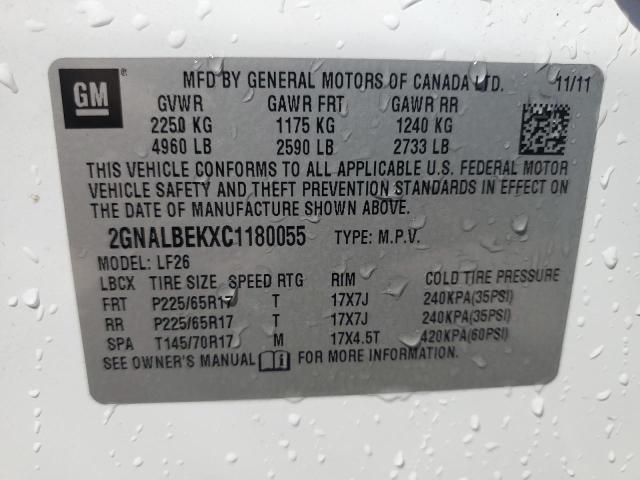 GM ® MFD BY GENERAL MOTORS OF CANADA LTD. 11/11
GVWR GAWR FRT GAWR RR
2250 KG 1175 KG 1240 KG
4960 LB 2590 LB 2733 LB
THIS VEHICLE CONFORMS TO ALL APPLICABLE U.S. FEDERAL MOTOR
VEHICLE SAFETY AND THEFT PREVENTION STANDARDS IN EFFECT ON
THE DATE OF MANUFACTURE SHOWN ABOVE.
2GNALBEKXC1180055 TYPE: M.P.V.
MODEL: LF26
LBCX TIRE SIZE SPEED RTG RIM COLD TIRE PRESSURE
FRT P225/65R17 T 17X7J 240KPA(35PSI)
RR P225/65R17 T 17X7J 240KPA(35PSI)
SPA T145/70R17 M 17X4.5T 420KPA(60PSI)
SEE OWNER'S MANUAL FOR MORE INFORMATION.